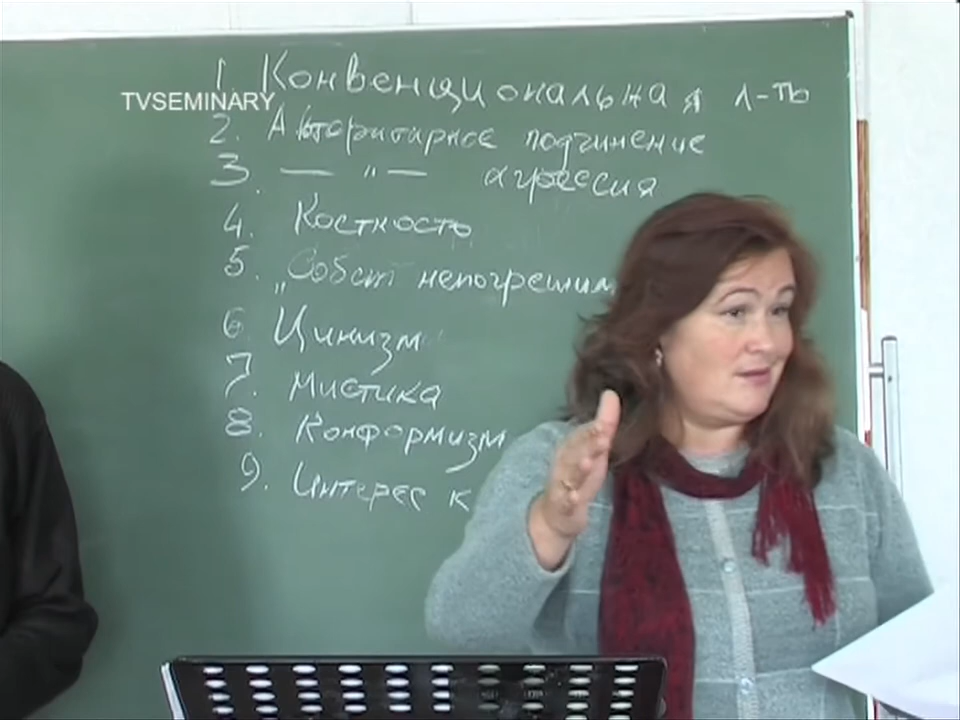 1. Конвенциональная л-ть
TVSEMINARY
2. Авторитарное подчинение
3. — " — агрессия
4. Косность
5. „Собст непогрешим
6. Цинизм
7. Мистика
8. Конформизм
9. Интерес к